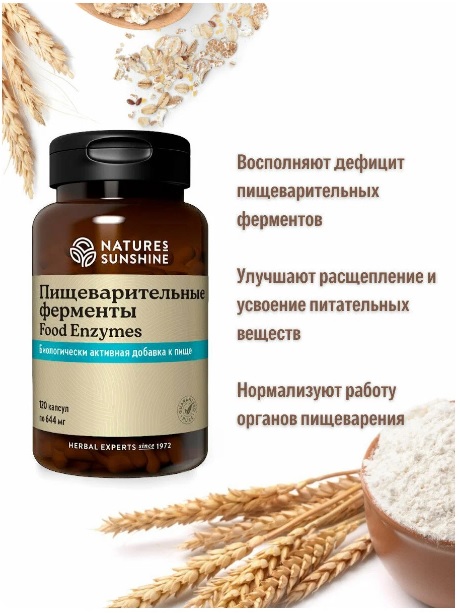 Восполняют дефицит
пищеварительных
ферментов
NATURES
SUNSHINE
Пищеварительные
ферменты
Food Enzymes
Биологически активная добавка к пище
120 капсул
по 644 мг
HERBAL EXPERTS since 1972
Улучшают расщепление и
усвоение питательных
веществ
Нормализуют работу
органов пищеварения